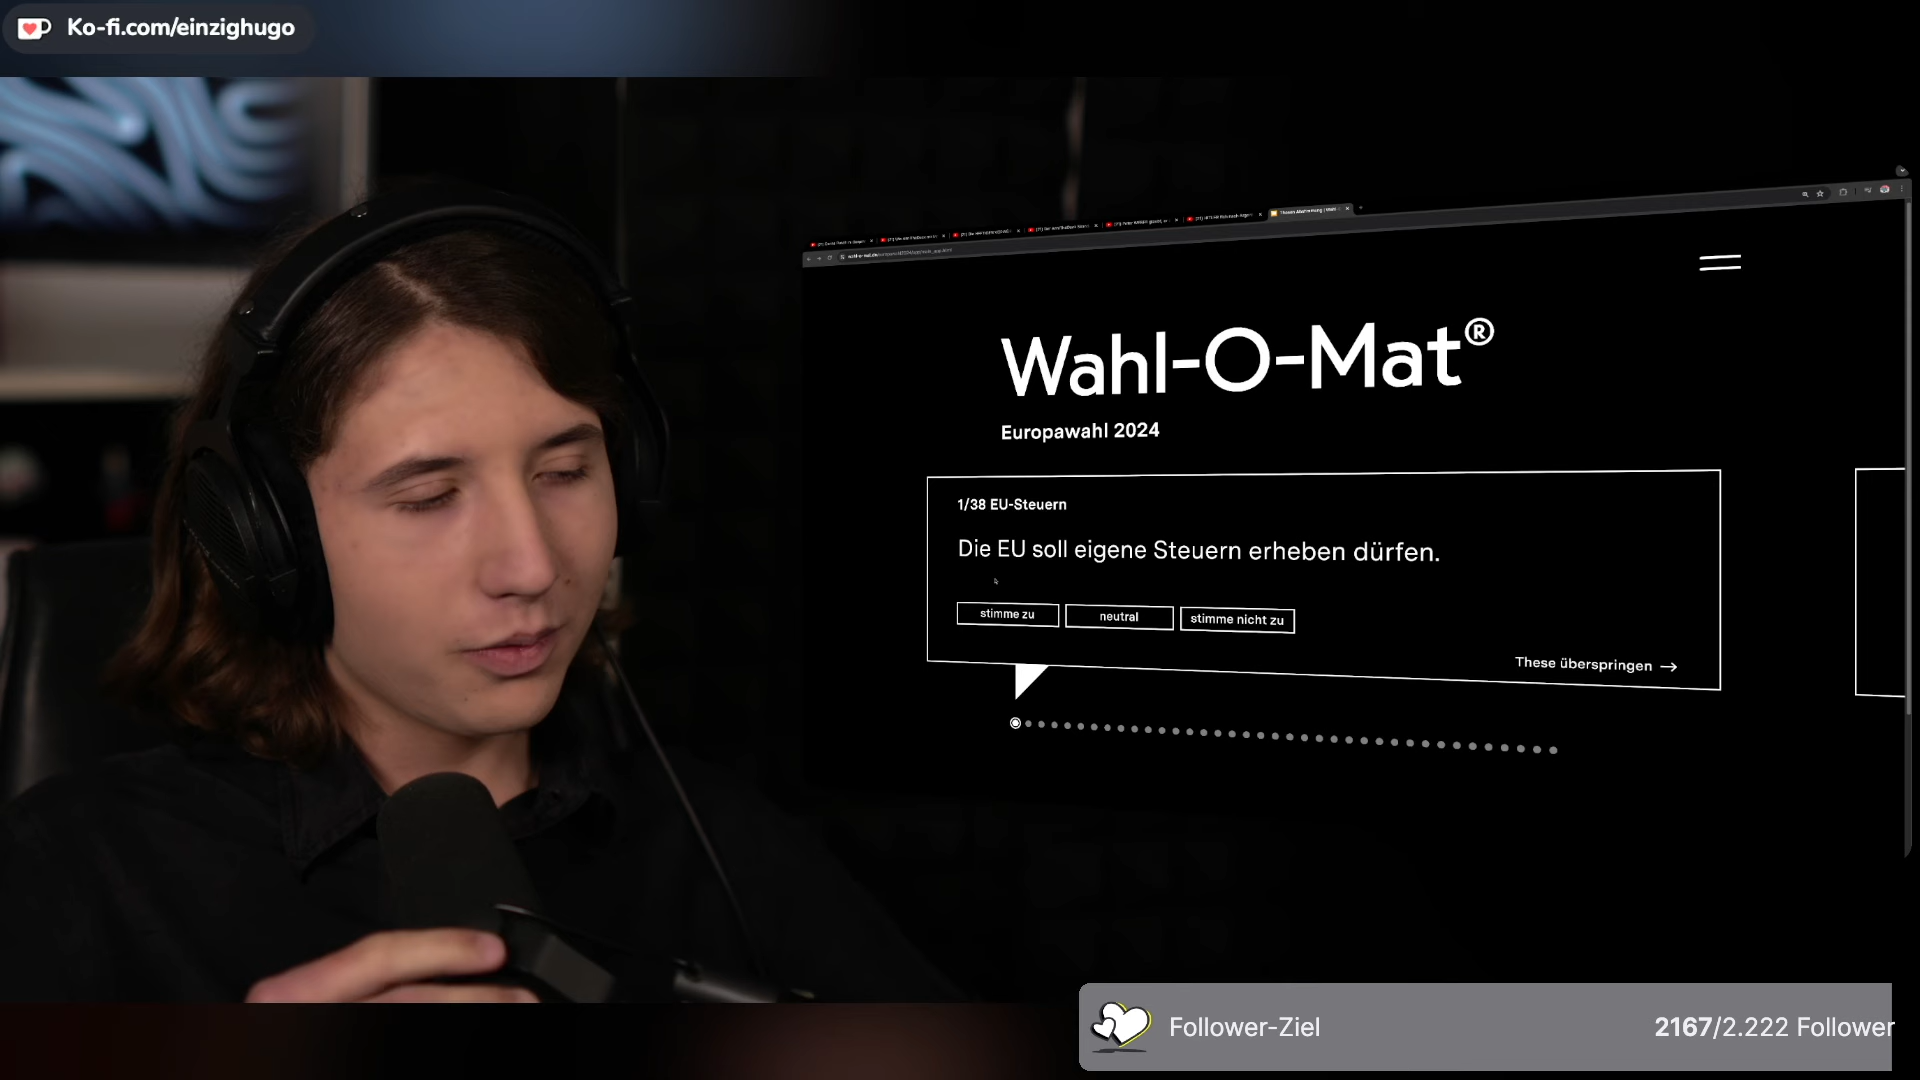 Ko-fi.com/einzighugo
Wahl-O-Mat®
Europawahl 2024
1/38 EU-Steuern
Die EU soll eigene Steuern erheben dürfen.
stimme zu
neutral
stimme nicht zu
These überspringen →
Follower-Ziel
2167/2.222 Follower